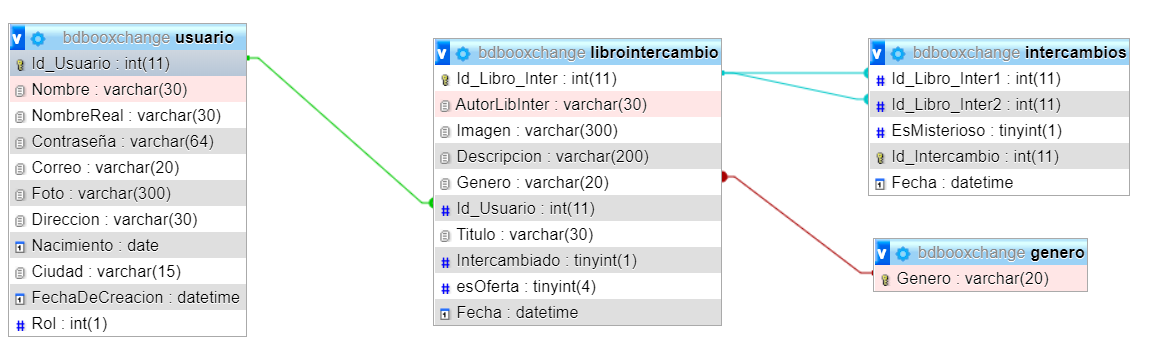 v bdbooxchange usuario
Id_Usuario : int(11)
Nombre : varchar(30)
NombreReal : varchar(30)
Contraseña : varchar(64)
Correo : varchar(20)
Foto : varchar(300)
Direccion : varchar(30)
Nacimiento : date
Ciudad : varchar(15)
FechaDeCreacion : datetime
# Rol : int(1)
v bdbooxchange librointercambio
Id_Libro_Inter : int(11)
AutorLibInter : varchar(30)
Imagen : varchar(300)
Descripcion : varchar(200)
Genero : varchar(20)
# Id_Usuario : int(11)
Titulo : varchar(30)
# Intercambiado : tinyint(1)
# esOferta : tinyint(4)
Fecha : datetime
v bdbooxchange intercambios
# Id_Libro_Inter1 : int(11)
# Id_Libro_Inter2 : int(11)
# EsMisterioso : tinyint(1)
Id_Intercambio : int(11)
Fecha : datetime
v bdbooxchange genero
Genero : varchar(20)